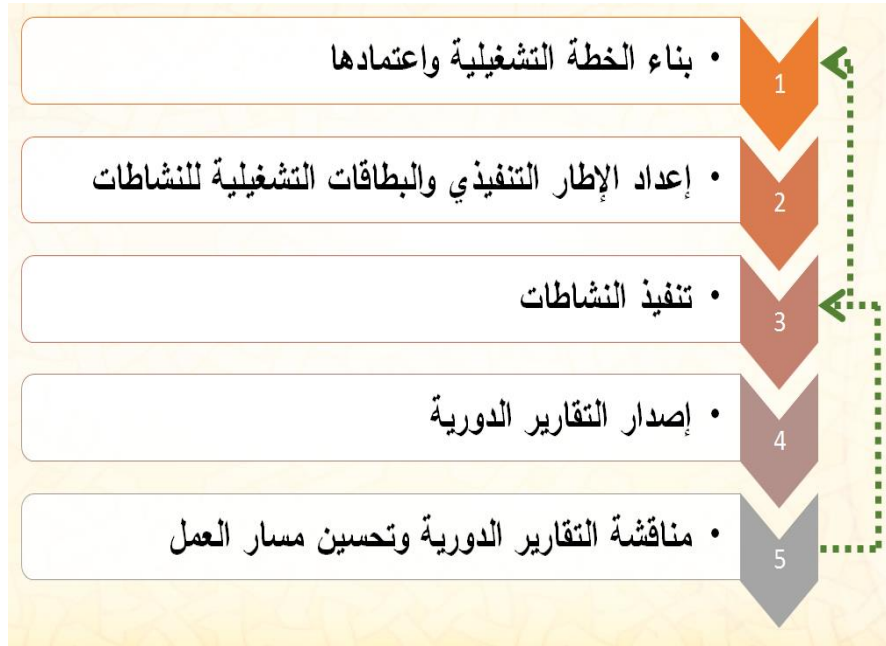 1
• بناء الخطة التشغيلية واعتمادها
2
• إعداد الإطار التنفيذي والبطاقات التشغيلية للنشاطات
3
• تنفيذ النشاطات
4
• إصدار التقارير الدورية
5
• مناقشة التقارير الدورية وتحسين مسار العمل